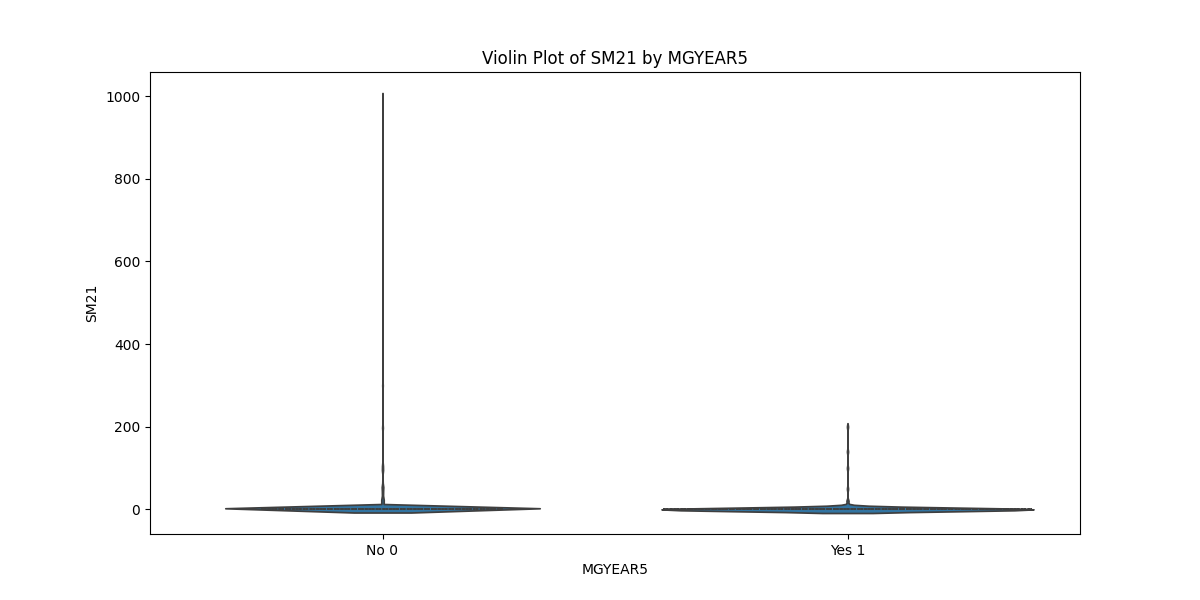 Violin Plot of SM21 by MGYEAR5
1000
800
600
400
200
0
SM21
No 0
Yes 1
MGYEAR5